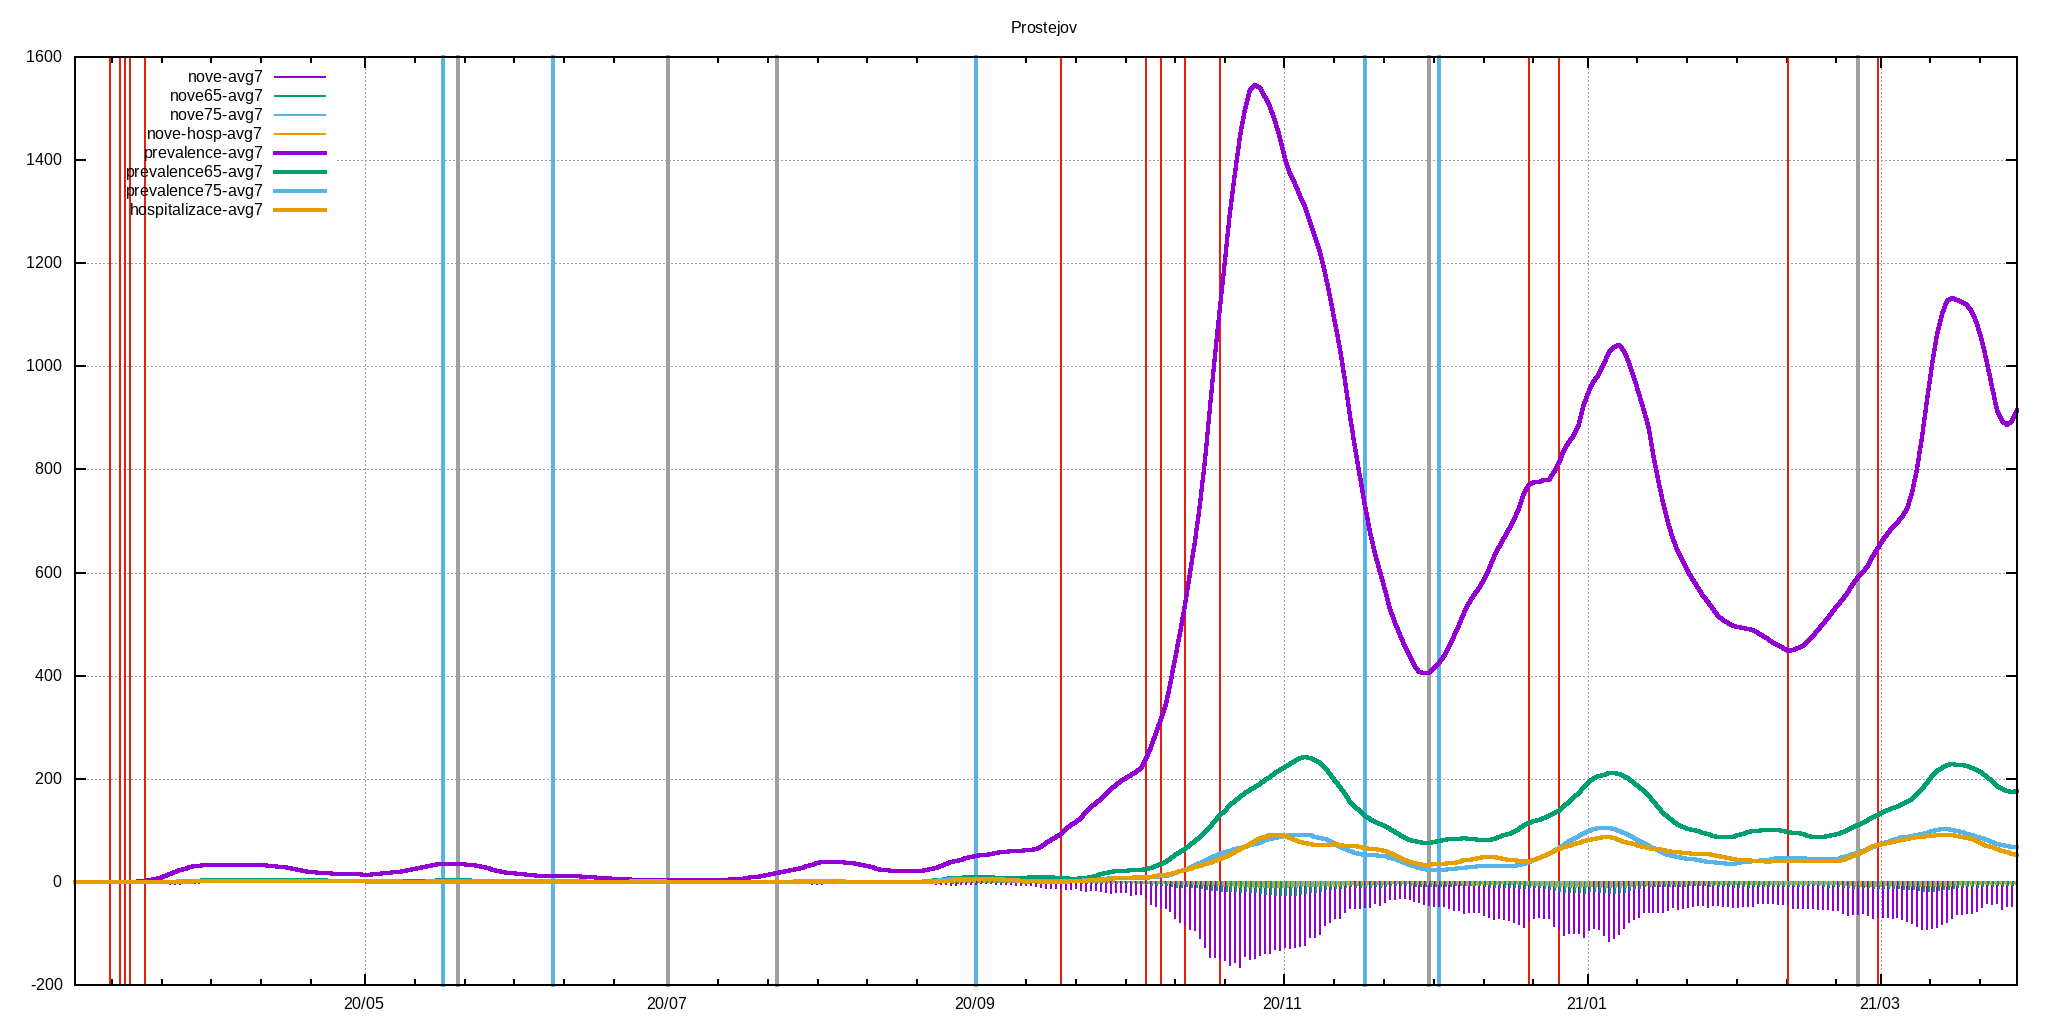 Prostejov
1600
1400
1200
1000
800
600
400
200
0
-200
nove-avg7
nove65-avg7
nove75-avg7
nove-hosp-avg7
prevalence-avg7
prevalence65-avg7
prevalence75-avg7
hospitalizace-avg7
20/05
20/07
20/09
20/11
21/01
21/03